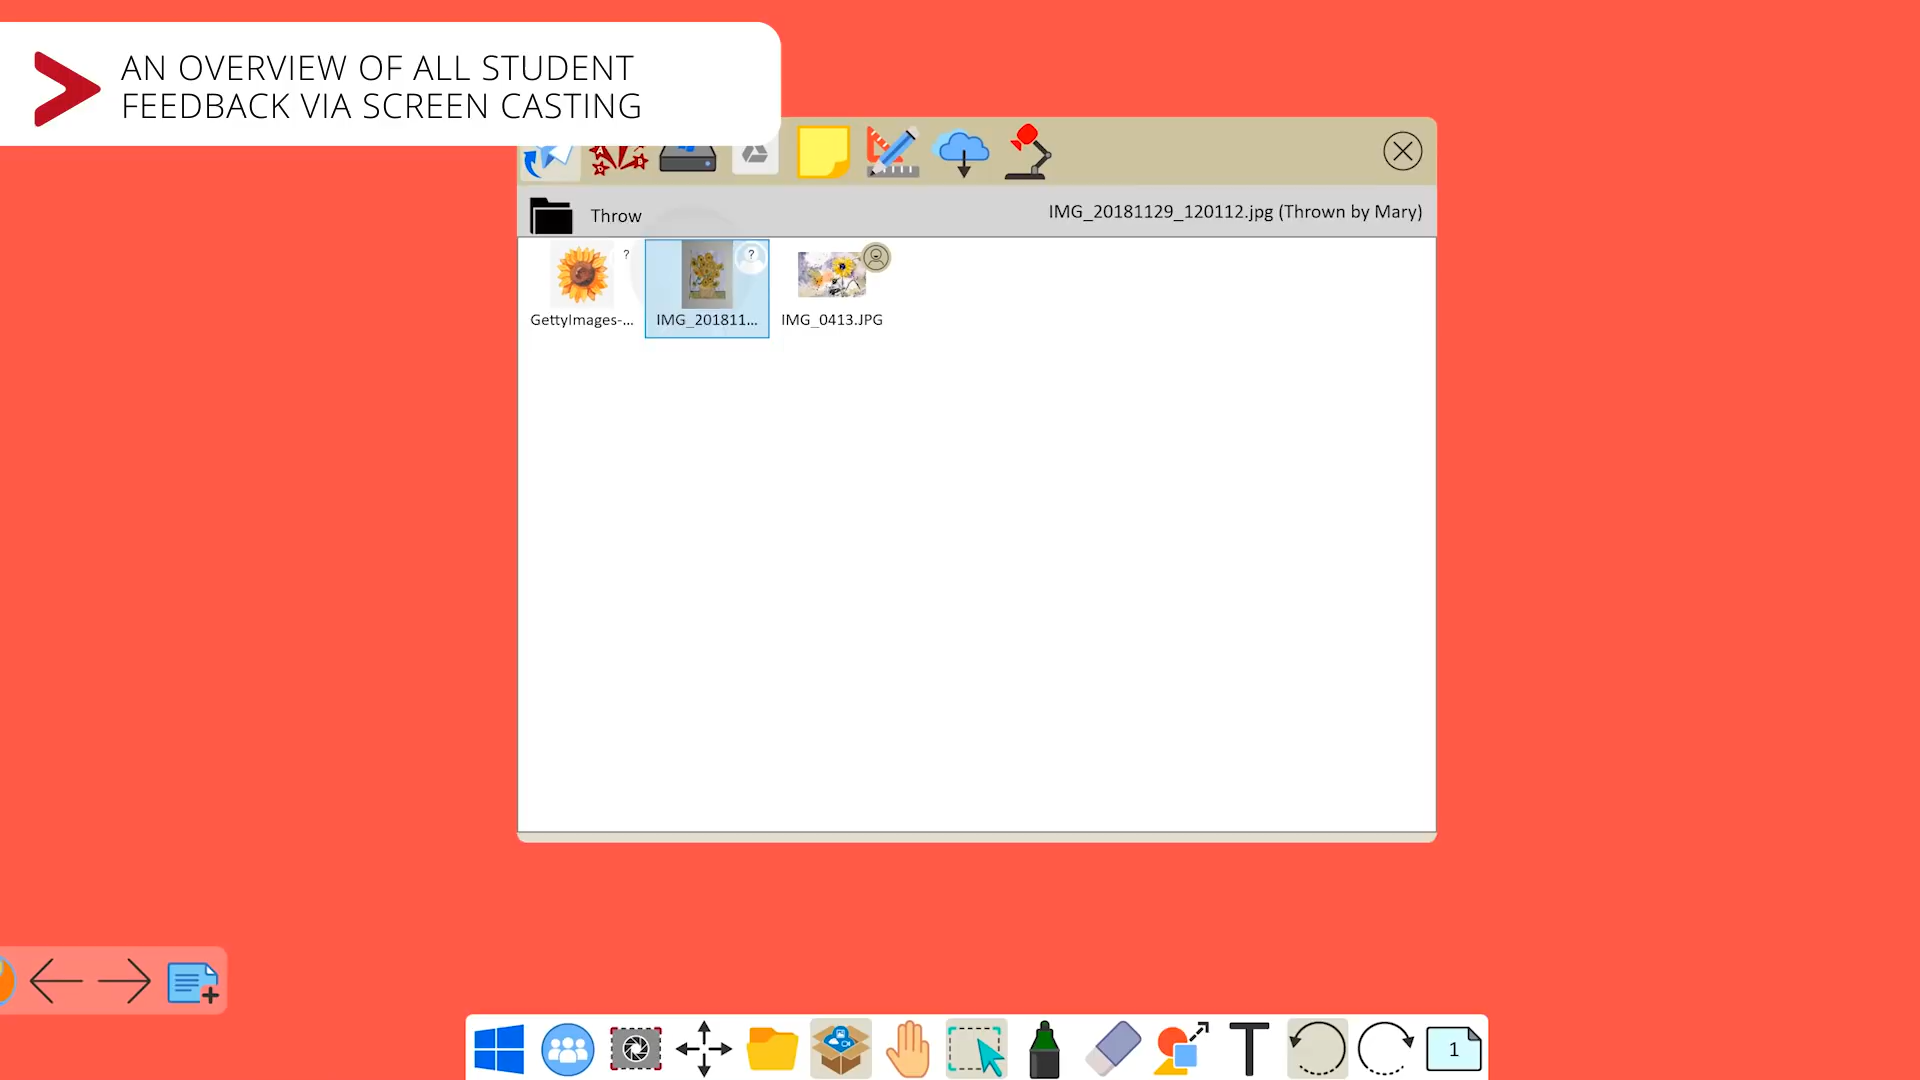 AN OVERVIEW OF ALL STUDENT
FEEDBACK VIA SCREEN CASTING
Throw
IMG_20181129_120112.jpg (Thrown by Mary)
?
?
GettyImages-...
IMG_201811...
IMG_0413.JPG
T
1